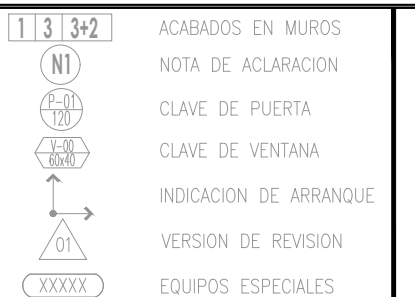 1 3 3+2 ACABADOS EN MUROS
N1 NOTA DE ACLARACION
P-01
120 CLAVE DE PUERTA
V-00
60x40 CLAVE DE VENTANA
INDICACION DE ARRANQUE
01 VERSION DE REVISION
XXXXX EQUIPOS ESPECIALES